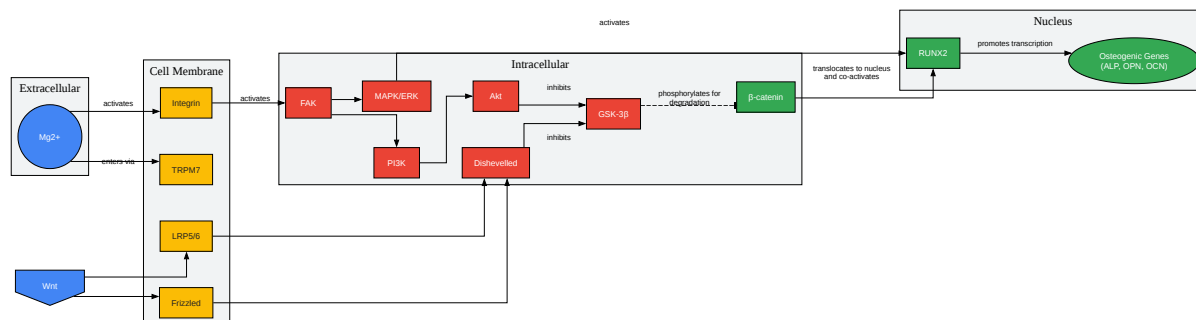 activates
Nucleus
RUNX2
promotes transcription
Osteogenic Genes
(ALP, OPN, OCN)
translocates to nucleus
and co-activates
Intracellular
Cell Membrane
Extracellular
Mg2+
activates
enters via
Integrin
activates
TRPM7
LRP5/6
Frizzled
Wnt
FAK
MAPK/ERK
PI3K
Akt
inhibits
Dishevelled
inhibits
GSK-3β
phosphorylates for
degradation
β-catenin